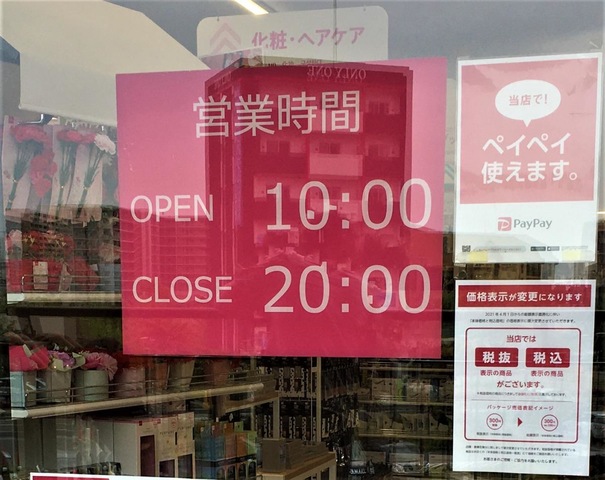 化粧・ヘアケア
ONLY ONE
営業時間
OPEN 10:00
CLOSE 20:00
当店で!
ペイペイ
使えます。
PayPay
価格表示が変更になります
当店では
税抜 税込
表示の商品 表示の商品
がございます。
パッケージ売価表記イメージ